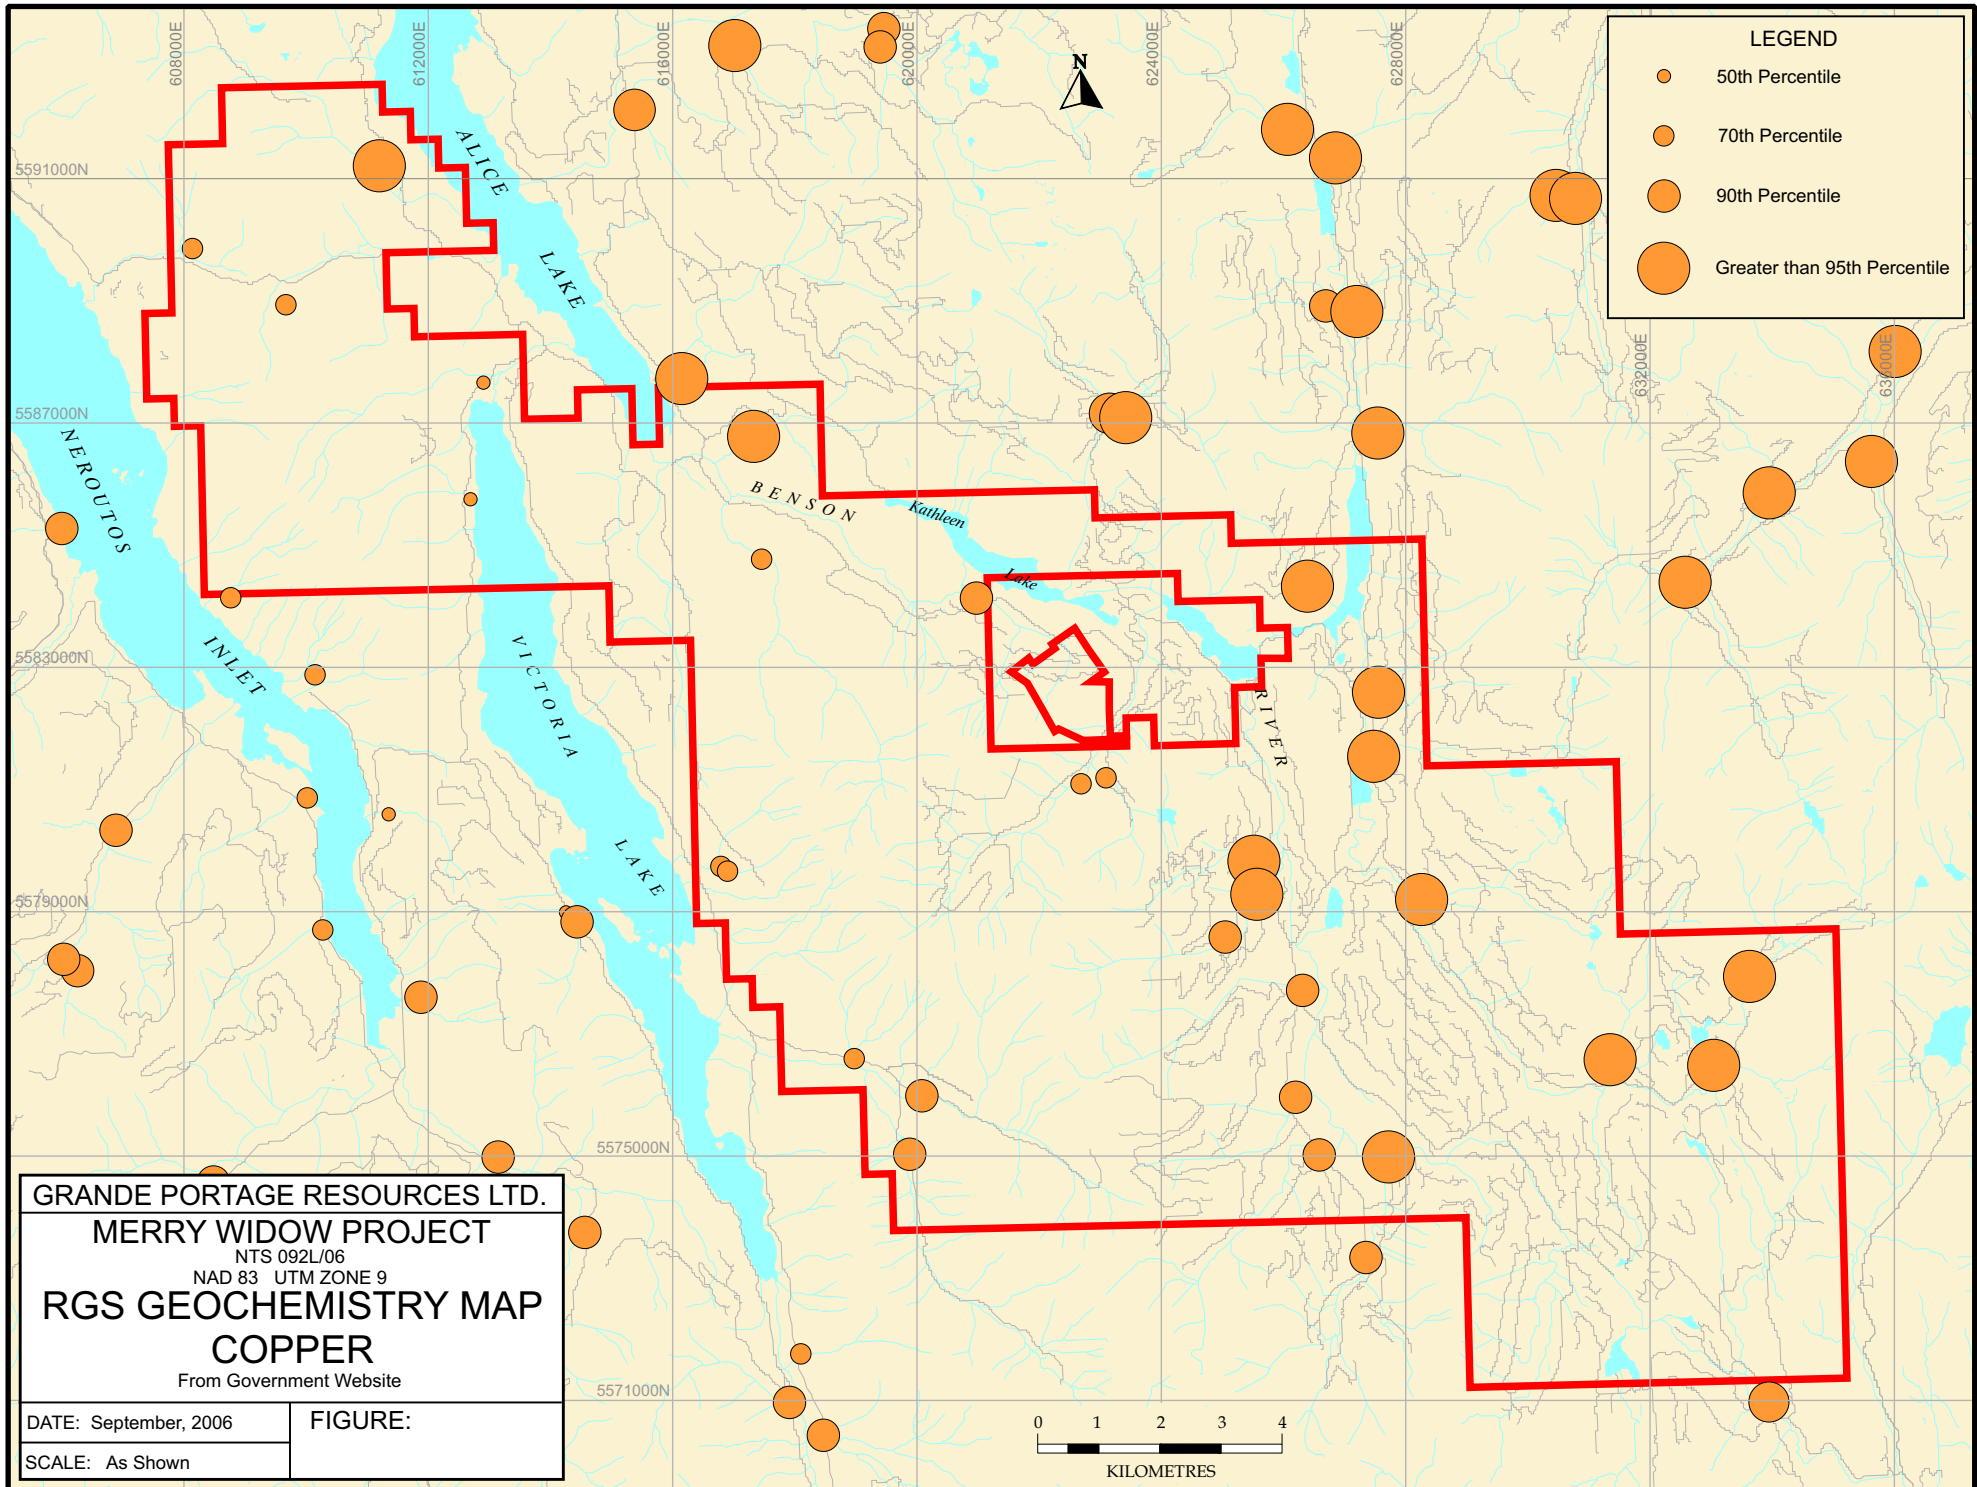 608000E
612000E
616000E
620000E
624000E
628000E
632000E
636000E
5591000N
5587000N
5583000N
5579000N
5575000N
5571000N
N
LEGEND
50th Percentile
70th Percentile
90th Percentile
Greater than 95th Percentile
ALICE
LAKE
NEROUTOS
INLET
VICTORIA
LAKE
BENSON
RIVER
Kathleen
Lake
GRANDE PORTAGE RESOURCES LTD.
MERRY WIDOW PROJECT
NTS 092L/06
NAD 83 UTM ZONE 9
RGS GEOCHEMISTRY MAP
COPPER
From Government Website
DATE: September, 2006
FIGURE:
SCALE: As Shown
0 1 2 3 4
KILOMETRES